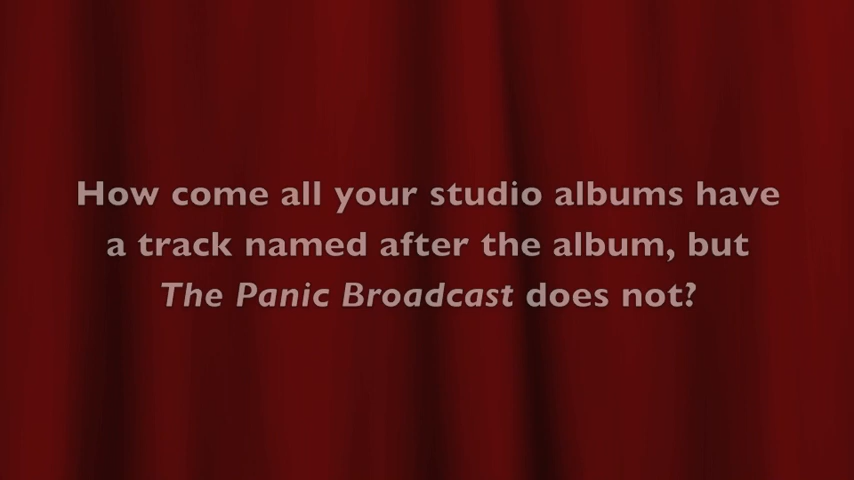 How come all your studio albums have
a track named after the album, but
The Panic Broadcast does not?